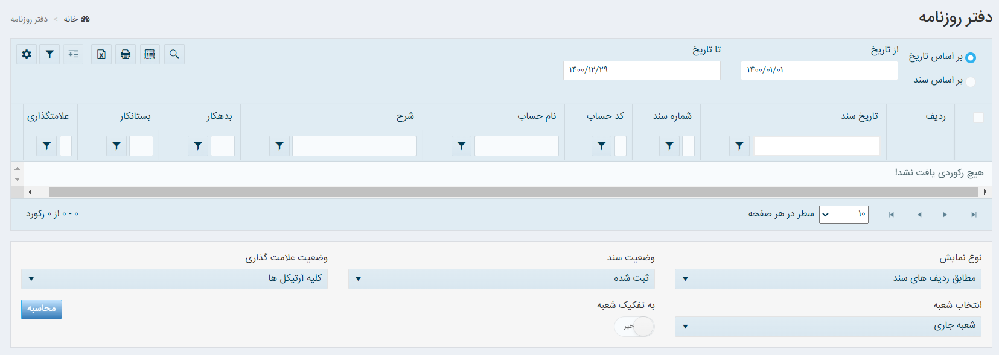 دفتر روزنامه
خانه > دفتر روزنامه
بر اساس تاریخ
بر اساس سند
از تاریخ
۱۴۰۰/۰۱/۰۱
تا تاریخ
۱۴۰۰/۱۲/۲۹
ردیف تاریخ سند شماره سند کد حساب نام حساب شرح بدهکار بستانکار علامتگذاری
هیچ رکوردی یافت نشد!
۱۰ سطر در هر صفحه
۰ - ۰ از ۰ رکورد
نوع نمایش
مطابق ردیف های سند
وضعیت سند
ثبت شده
وضعیت علامت گذاری
کلیه آرتیکل ها
انتخاب شعبه
شعبه جاری
به تفکیک شعبه
خیر
محاسبه